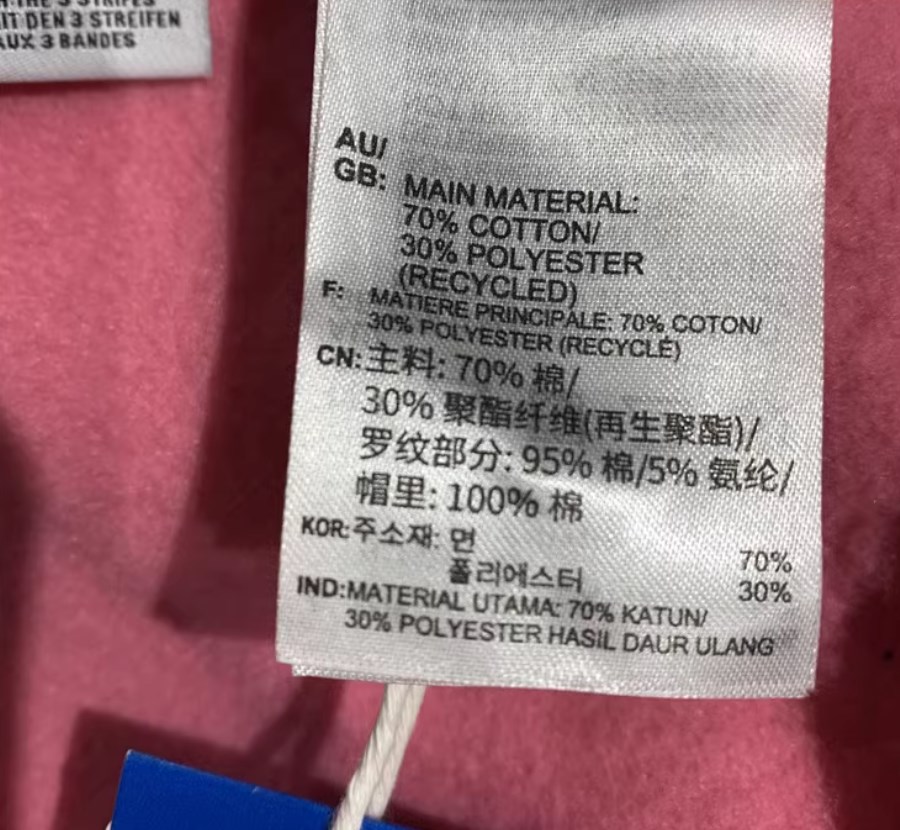 3 STRIPES
IT DEN 3 STREIFEN
AUX 3 BANDES
AU/
GB:
MAIN MATERIAL:
70% COTTON/
30% POLYESTER
(RECYCLED)
F: MATIERE PRINCIPALE: 70% COTON/
30% POLYESTER (RECYCLÉ)
CN:主料: 70% 棉/
30% 聚酯纤维(再生聚酯)/
罗纹部分: 95% 棉/5% 氨纶/
帽里: 100% 棉
KOR:주소재: 면 70%
폴리에스터 30%
IND:MATERIAL UTAMA: 70% KATUN/
30% POLYESTER HASIL DAUR ULANG